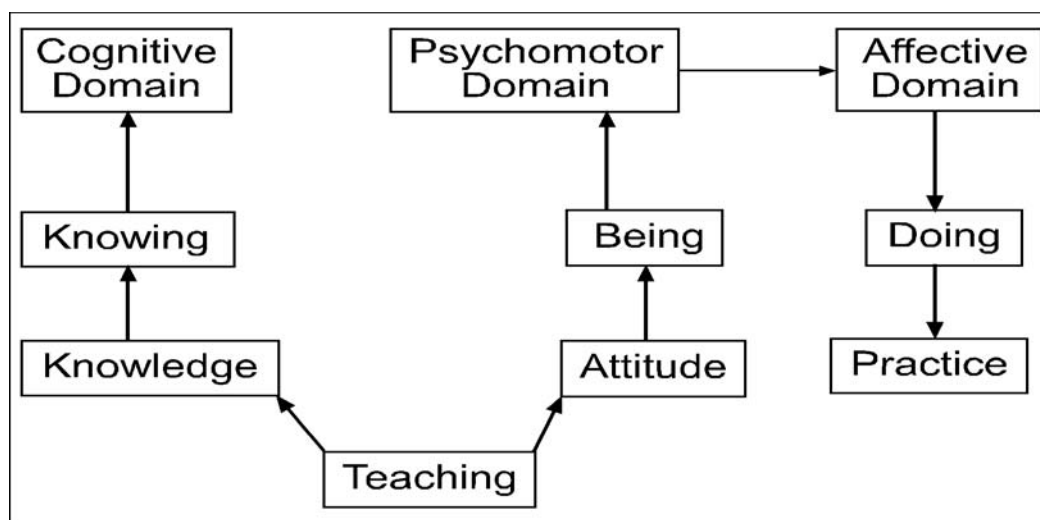 Cognitive
Domain
Psychomotor
Domain
Affective
Domain
Knowing
Being
Doing
Knowledge
Attitude
Practice
Teaching